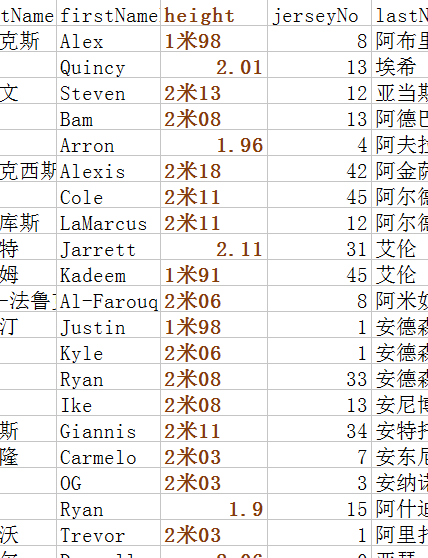 tName firstName height jerseyNo lastN
克斯 Alex 1米98 8 阿布里
Quincy 2.01 13 埃希
文 Steven 2米13 12 亚当斯
Bam 2米08 13 阿德巴
Arron 1.96 4 阿夫拉
克西斯 Alexis 2米18 42 阿金萨
Cole 2米11 45 阿尔德
库斯 LaMarcus 2米11 12 阿尔德
特 Jarrett 2.11 31 艾伦
姆 Kadeem 1米91 45 艾伦
-法鲁 Al-Farouq 2米06 8 阿米奴
汀 Justin 1米98 1 安德森
Kyle 2米06 1 安德森
Ryan 2米08 33 安德森
Ike 2米08 13 安尼博
斯 Giannis 2米11 34 安特托
隆 Carmelo 2米03 7 安东尼
OG 2米03 3 安纳诺
Ryan 1.9 15 阿什迪
沃 Trevor 2米03 1 阿里扎